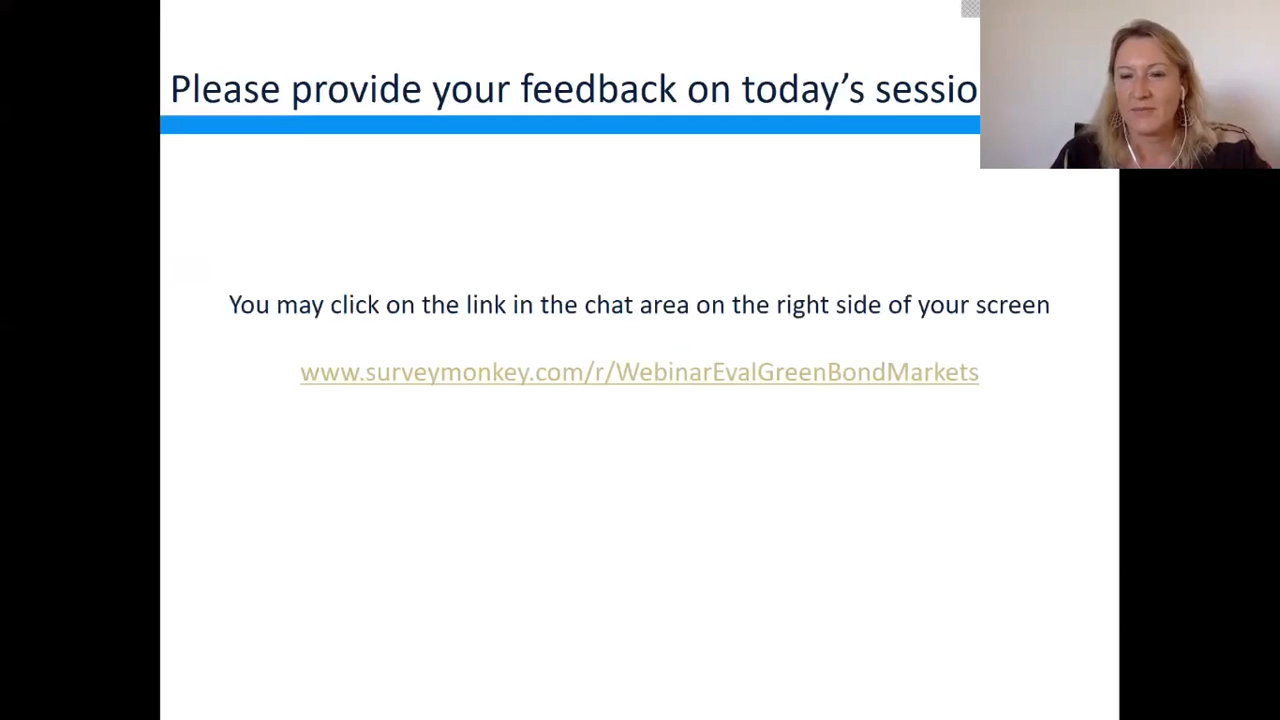 Please provide your feedback on today's sessio
You may click on the link in the chat area on the right side of your screen
www.surveymonkey.com/r/WebinarEvalGreenBondMarkets